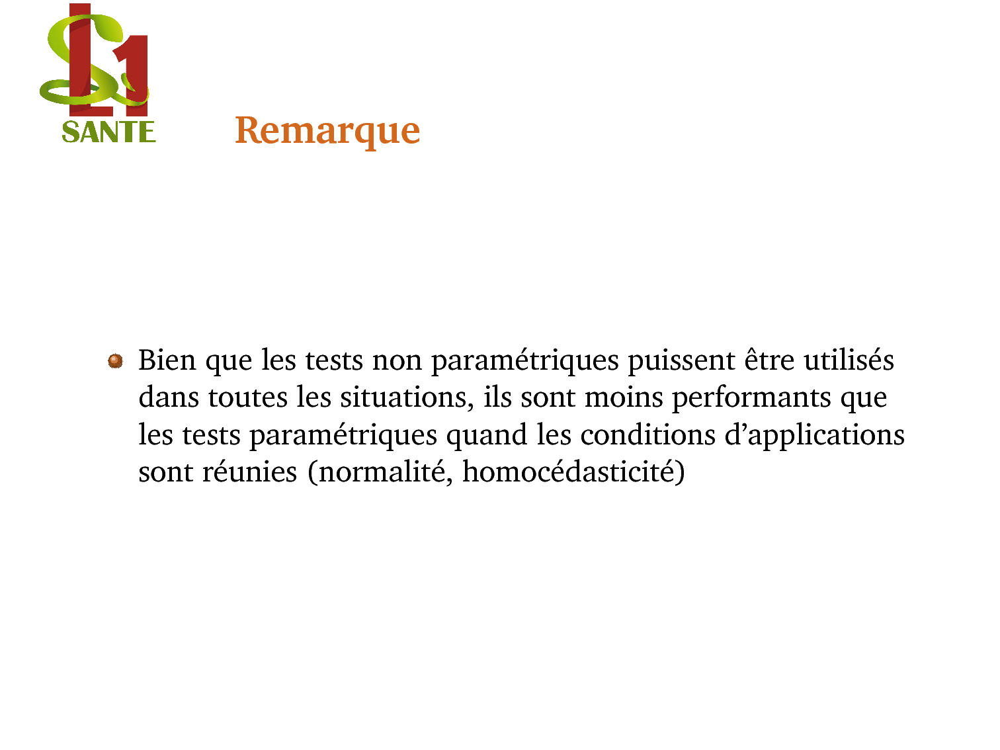 L1
SANTE
Remarque
Bien que les tests non paramétriques puissent être utilisés
dans toutes les situations, ils sont moins performants que
les tests paramétriques quand les conditions d’applications
sont réunies (normalité, homocédasticité)